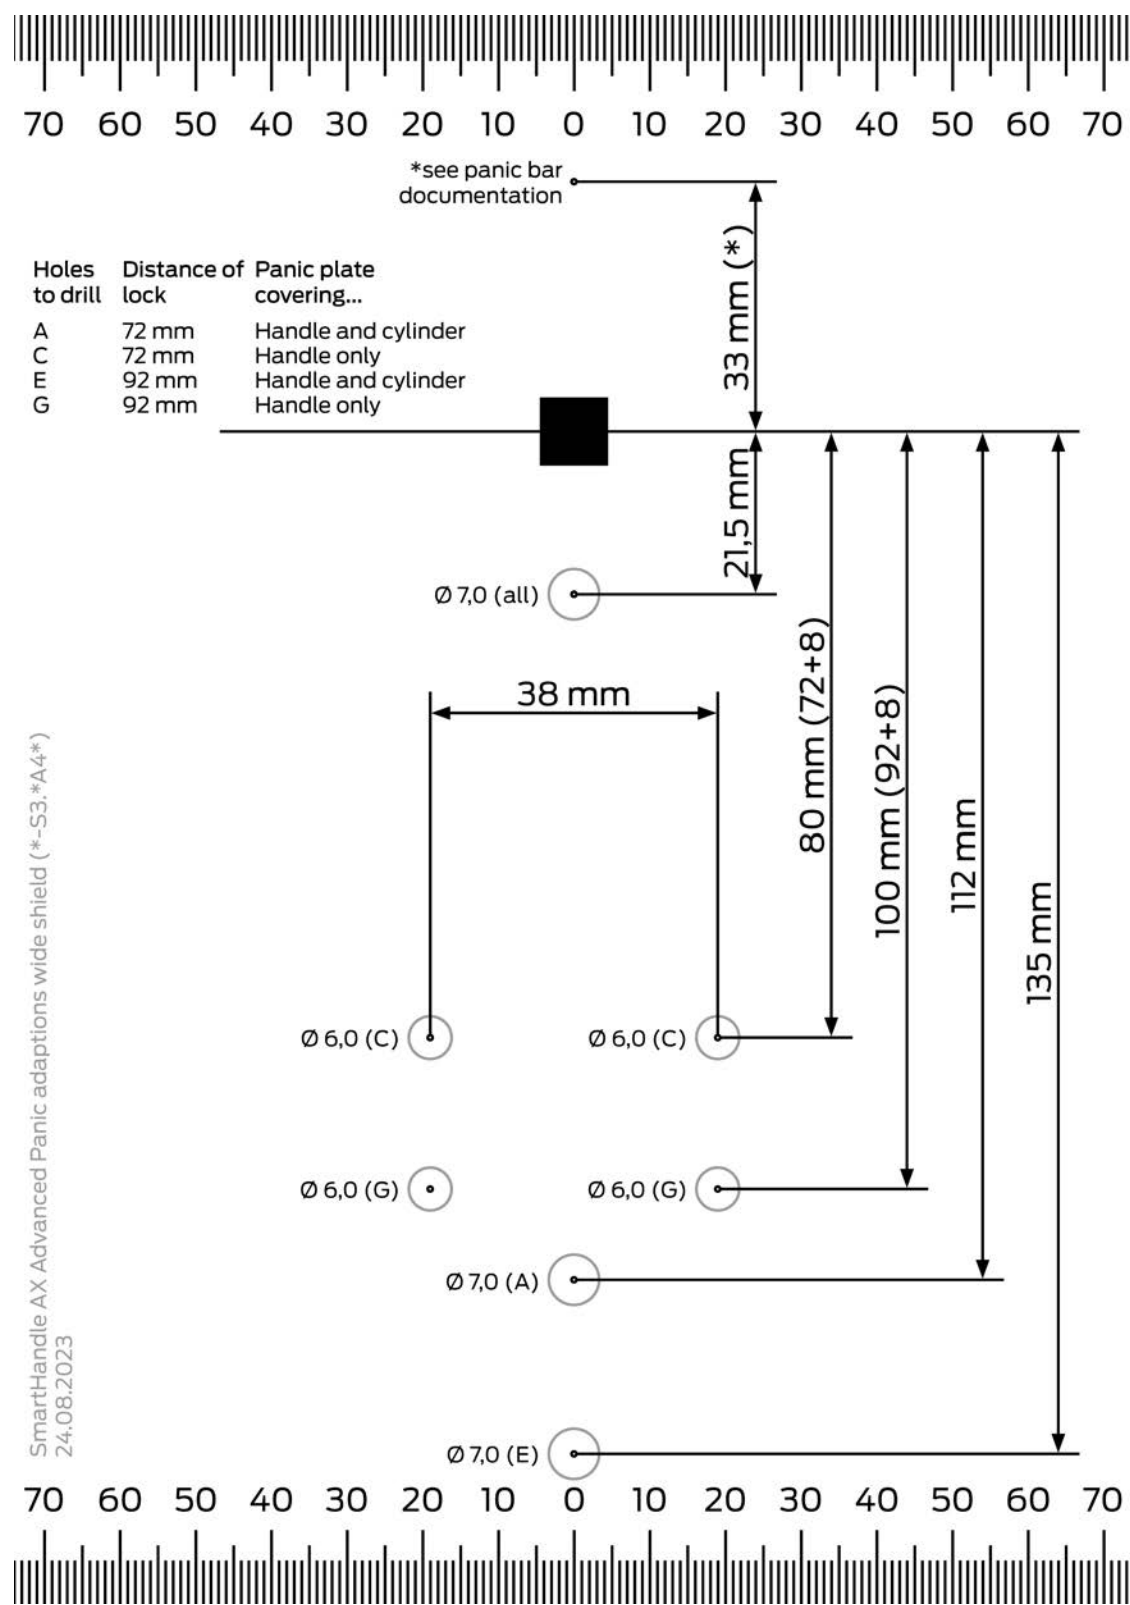 70 60 50 40 30 20 10 0 10 20 30 40 50 60 70
*see panic bar
documentation
33 mm (*)
Holes Distance of Panic plate
to drill lock covering...
A 72 mm Handle and cylinder
C 72 mm Handle only
E 92 mm Handle and cylinder
G 92 mm Handle only
21,5 mm
Ø 7,0 (all)
38 mm
80 mm (72+8)
100 mm (92+8)
112 mm
135 mm
Ø 6,0 (C) Ø 6,0 (C)
Ø 6,0 (G) Ø 6,0 (G)
Ø 7,0 (A)
Ø 7,0 (E)
SmartHandle AX Advanced Panic adaptions wide shield (*-S3.*A4*)
24.08.2023
70 60 50 40 30 20 10 0 10 20 30 40 50 60 70